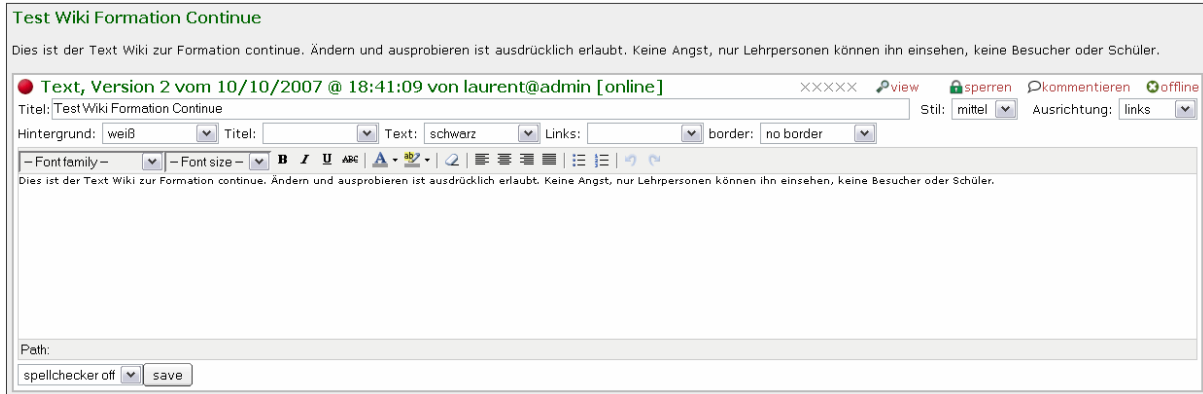 Test Wiki Formation Continue
Dies ist der Text Wiki zur Formation continue. Ändern und ausprobieren ist ausdrücklich erlaubt. Keine Angst, nur Lehrpersonen können ihn einsehen, keine Besucher oder Schüler.
Text, Version 2 vom 10/10/2007 @ 18:41:09 von laurent@admin [online] XXXXX view sperren kommentieren offline
Titel: Test Wiki Formation Continue Stil: mittel Ausrichtung: links
Hintergrund: weiß Titel: Text: schwarz Links: border: no border
-- Font family -- -- Font size -- B I U ABC A ab
Dies ist der Text Wiki zur Formation continue. Ändern und ausprobieren ist ausdrücklich erlaubt. Keine Angst, nur Lehrpersonen können ihn einsehen, keine Besucher oder Schüler.
Path:
spellchecker off save